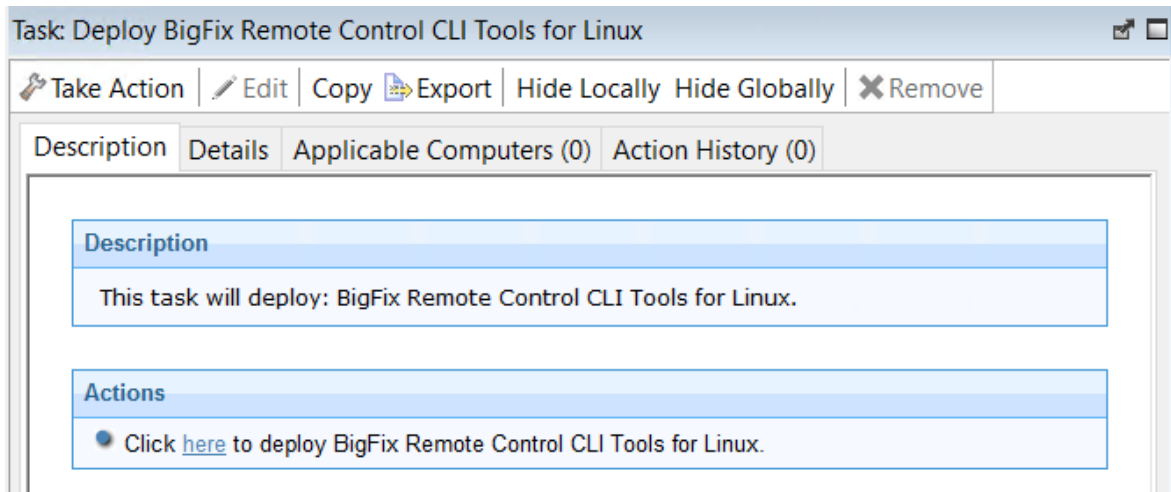 Task: Deploy BigFix Remote Control CLI Tools for Linux
Take Action Edit Copy Export Hide Locally Hide Globally Remove
Description Details Applicable Computers (0) Action History (0)
Description
This task will deploy: BigFix Remote Control CLI Tools for Linux.
Actions
Click here to deploy BigFix Remote Control CLI Tools for Linux.